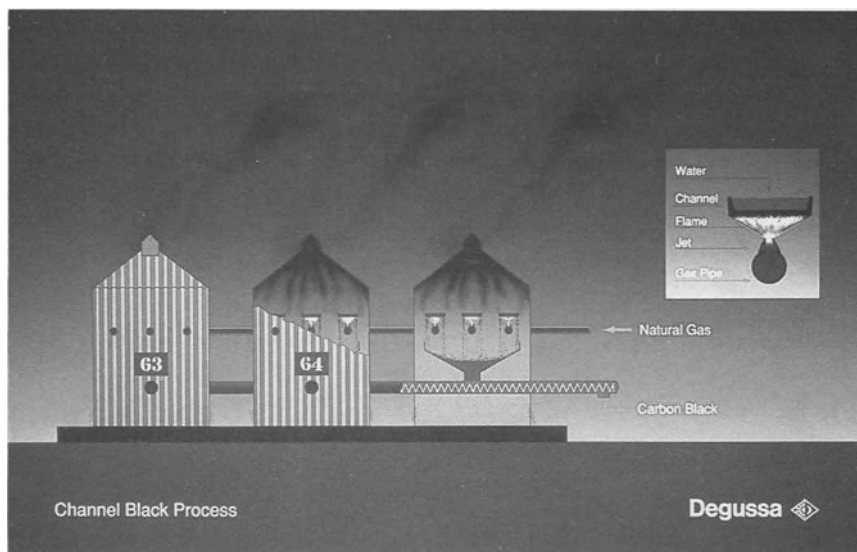 Water
Channel
Flame
Jet
Gas Pipe
Natural Gas
63
64
Carbon Black
Channel Black Process
Degussa